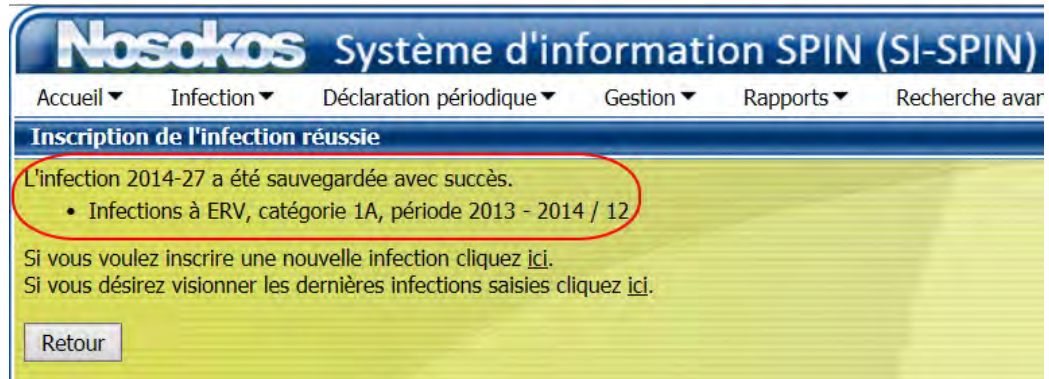 Nosokos Système d'information SPIN (SI-SPIN)
Accueil Infection Déclaration périodique Gestion Rapports Recherche avan
Inscription de l'infection réussie
L'infection 2014-27 a été sauvegardée avec succès.
• Infections à ERV, catégorie 1A, période 2013 - 2014 / 12
Si vous voulez inscrire une nouvelle infection cliquez ici.
Si vous désirez visionner les dernières infections saisies cliquez ici.
Retour